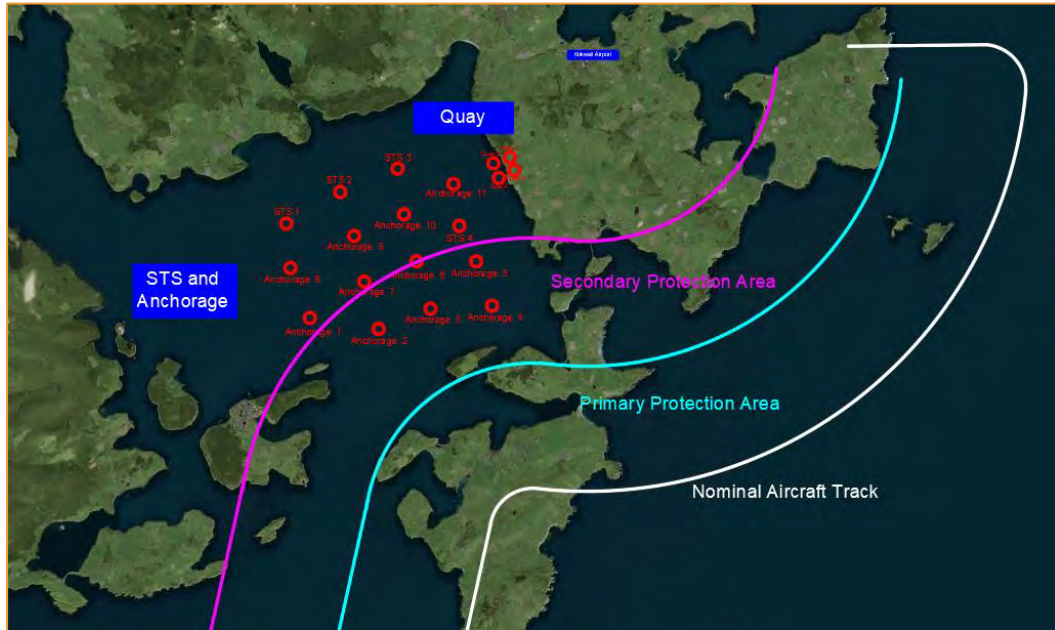 Kirkwall Airport
Quay
STS 3
STS 2
Anchorage 11
STS 1
Anchorage 10
STS 4
Anchorage 9
STS and
Anchorage
Anchorage 8
Anchorage 6
Anchorage 5
Secondary Protection Area
Anchorage 7
Anchorage 1
Anchorage 2
Anchorage 3
Anchorage 4
Primary Protection Area
Nominal Aircraft Track